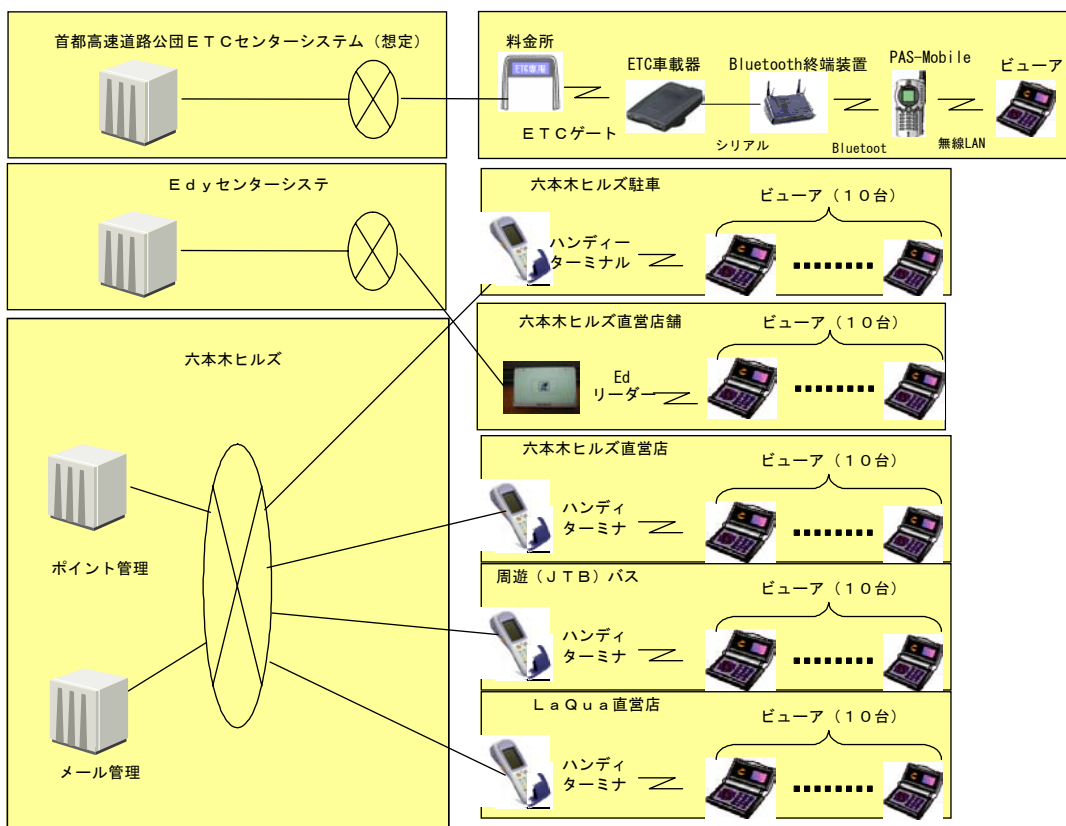 首都高速道路公団ＥＴＣセンターシステム（想定）
料金所
ETC専用
ＥＴＣゲート
ETC車載器
シリアル
Bluetooth終端装置
Bluetoot
PAS-Mobile
無線LAN
ビューア
Ｅｄｙセンターシステ
六本木ヒルズ駐車
ハンディー
ターミナル
ビューア（１０台）
六本木ヒルズ直営店舗
Ed
リーダー
ビューア（１０台）
六本木ヒルズ
ポイント管理
メール管理
六本木ヒルズ直営店
ハンディ
ターミナ
ビューア（１０台）
周遊（ＪＴＢ）バス
ハンディ
ターミナ
ビューア（１０台）
ＬａＱｕａ直営店
ハンディ
ターミナ
ビューア（１０台）